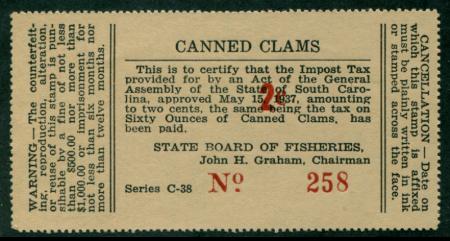 WARNING — The counterfeit-
ing, reproduction, alteration,
or reuse of this stamp is pun-
ishable by a fine of not less
than $600.00 or more than
$1,000.00 or imprisonment for
not less than six months nor
more than twelve months.
CANNED CLAMS
This is to certify that the Impost Tax
provided for by an Act of the General
Assembly of the State of South Caro-
lina, approved May 15, 1937, amounting
to two cents, the same being the tax on
Sixty Ounces of Canned Clams, has
been paid.
2¢
STATE BOARD OF FISHERIES,
John H. Graham, Chairman
Series C-38 No 258
CANCELLATION — Date on
which this stamp is affixed
must be plainly written in ink
or stamped across the face.